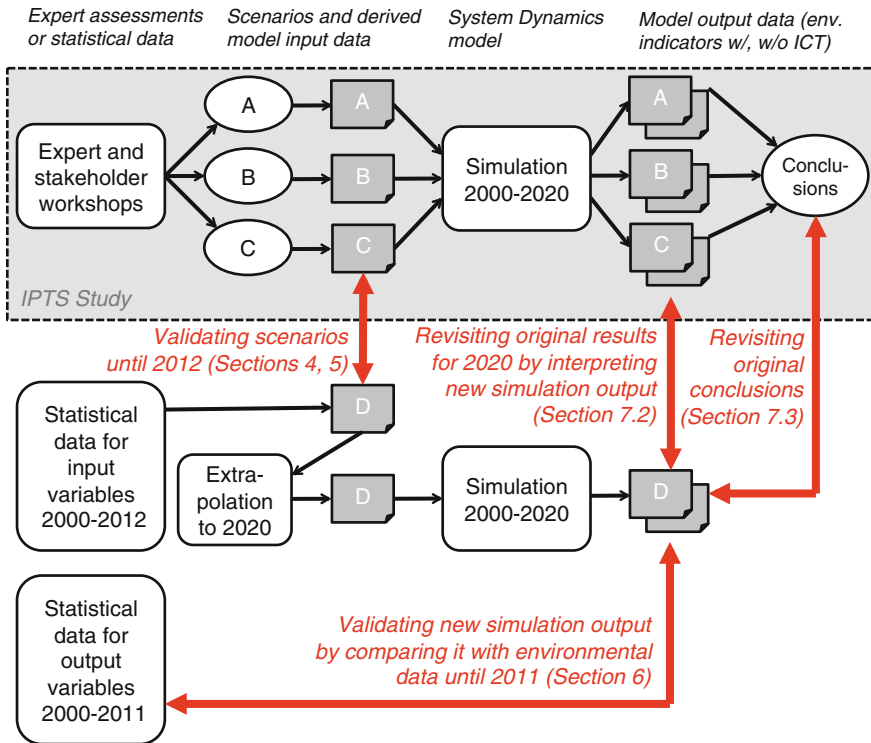 Expert assessments
or statistical data
Scenarios and derived
model input data
System Dynamics
model
Model output data (env.
indicators w/, w/o ICT)
Expert and
stakeholder
workshops
A
B
C
A
B
C
Simulation
2000-2020
A
B
C
Conclu-
sions
IPTS Study
Validating scenarios
until 2012 (Sections 4, 5)
Revisiting original results
for 2020 by interpreting
new simulation output
(Section 7.2)
Revisiting
original
conclusions
(Section 7.3)
Statistical
data for
input
variables
2000-2012
D
Extra-
polation
to 2020
D
Simulation
2000-2020
D
Statistical
data for
output
variables
2000-2011
Validating new simulation output
by comparing it with environmental
data until 2011 (Section 6)